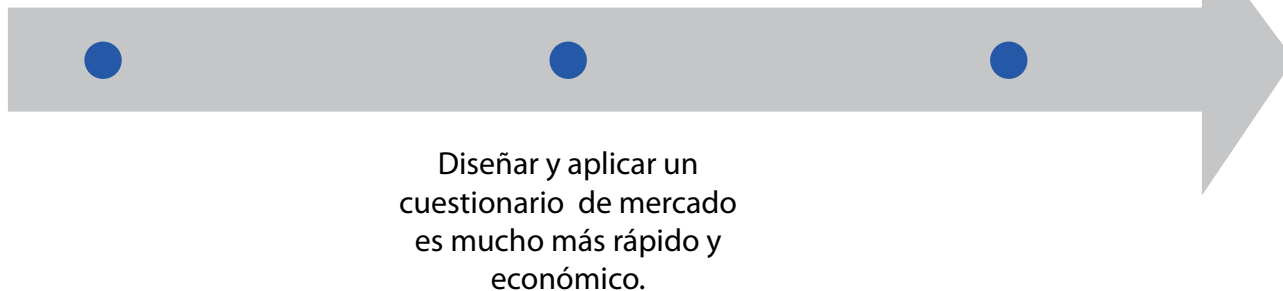 Diseñar y aplicar un
cuestionario  de mercado
es mucho más rápido y
económico.